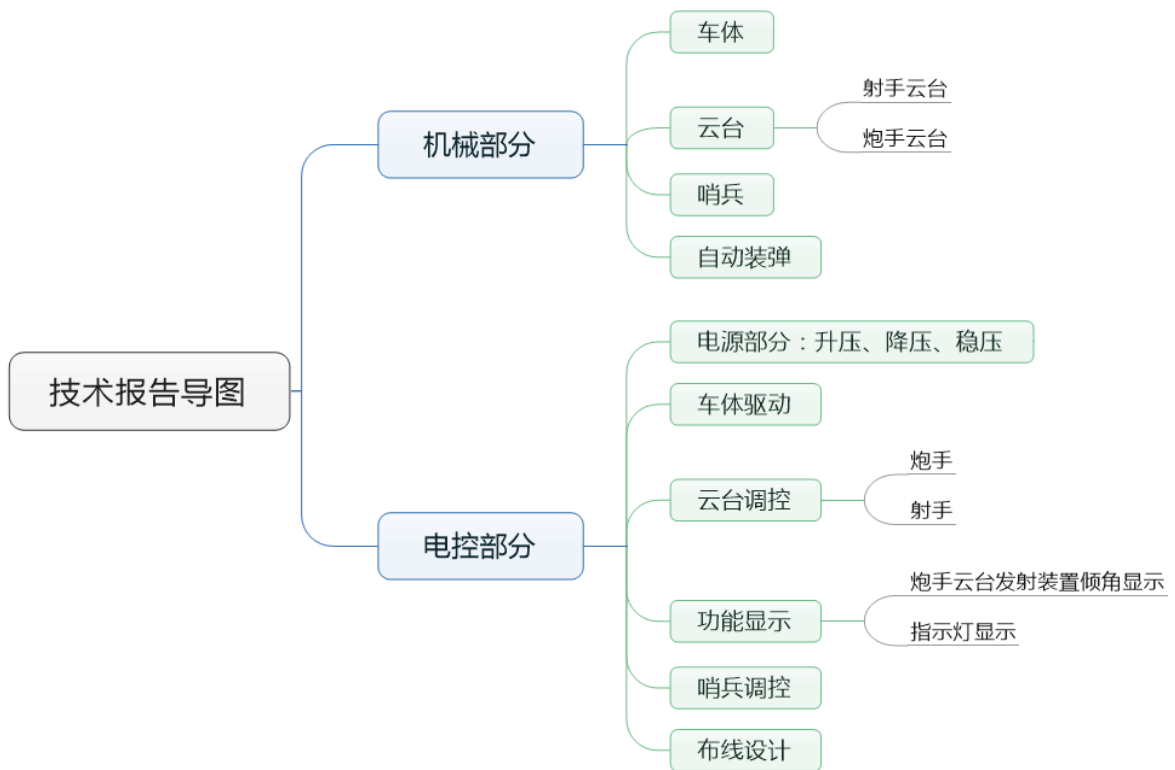 技术报告导图
机械部分
车体
云台
射手云台
炮手云台
哨兵
自动装弹
电控部分
电源部分：升压、降压、稳压
车体驱动
云台调控
炮手
射手
功能显示
炮手云台发射装置倾角显示
指示灯显示
哨兵调控
布线设计